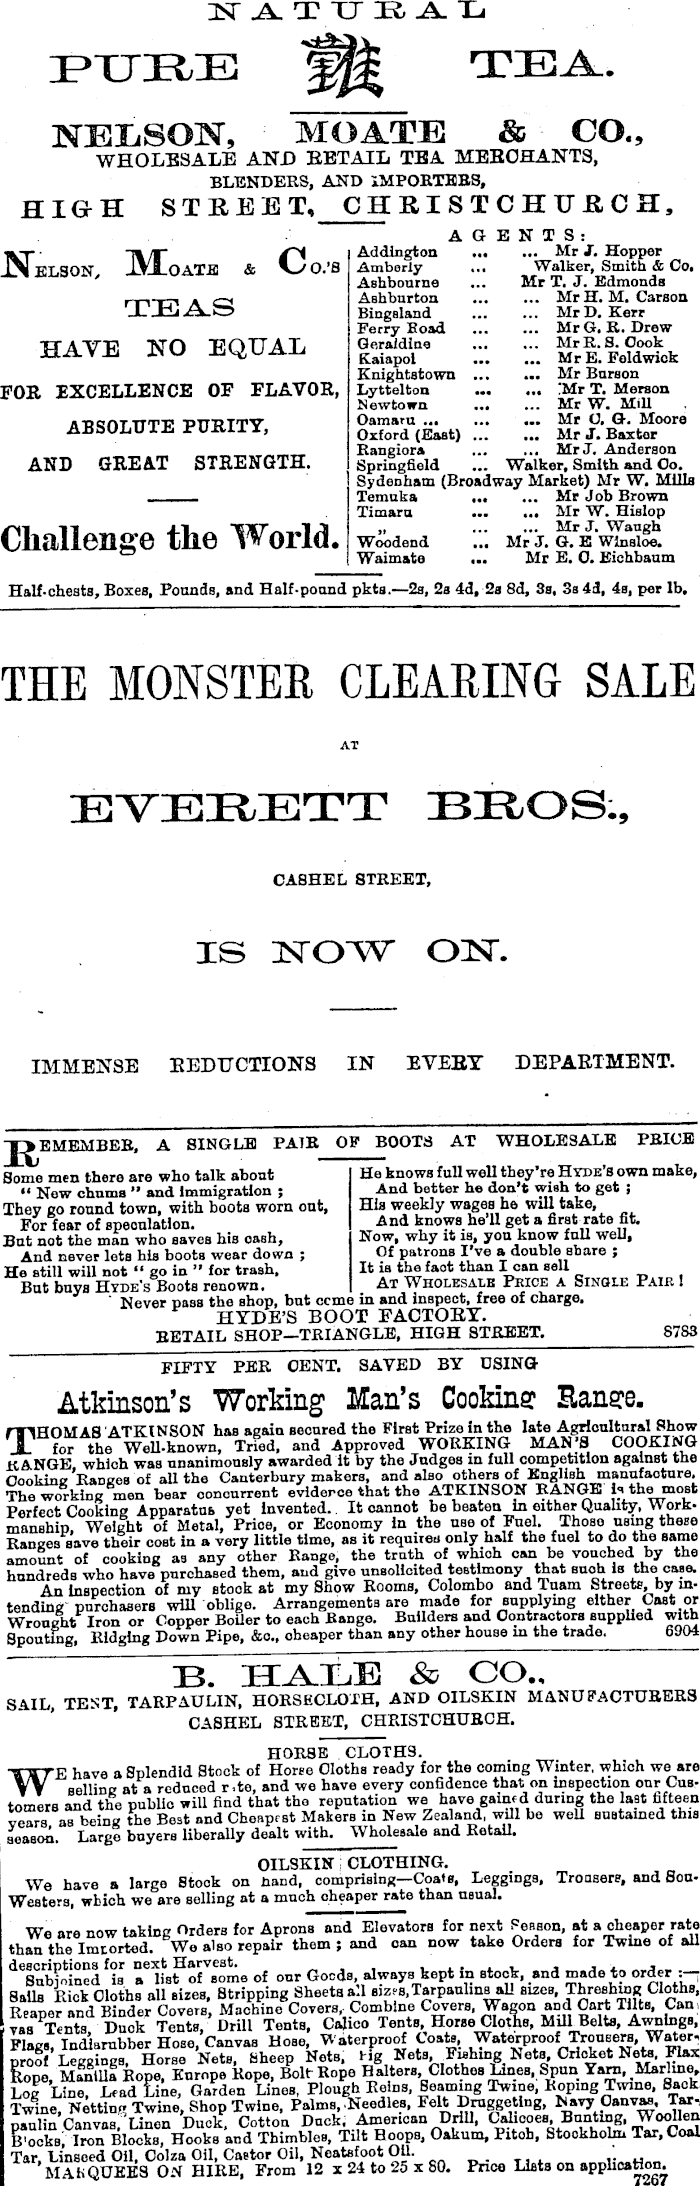 NATURAL
PURE 難 TEA.
NELSON, MOATE & CO.,
WHOLESALE AND RETAIL TEA MERCHANTS,
BLENDERS, AND IMPORTERS,
HIGH STREET, CHRISTCHURCH,
NELSON, MOATE & CO.'S
TEAS
HAVE NO EQUAL
FOR EXCELLENCE OF FLAVOR,
ABSOLUTE PURITY,
AND GREAT STRENGTH.
Challenge the World.
AGENTS:
Addington ... ... Mr J. Hopper
Amberly ... Walker, Smith & Co.
Ashbourne ... Mr T. J. Edmonds
Ashburton ... ... Mr H. M. Carson
Bingsland ... ... Mr D. Kerr
Ferry Road ... ... Mr G. R. Drew
Geraldine ... ... Mr R. S. Cook
Kaiapoi ... ... Mr E. Feldwick
Knightstown ... ... Mr Burson
Lyttelton ... ... Mr T. Merson
Newtown ... ... Mr W. Mill
Oamaru ... ... ... Mr C. G. Moore
Oxford (East) ... ... Mr J. Baxter
Rangiora ... ... Mr J. Anderson
Springfield ... Walker, Smith and Co.
Sydenham (Broadway Market) Mr W. Mills
Temuka ... ... Mr Job Brown
Timaru ... ... Mr W. Hislop
„ ... ... Mr J. Waugh
Woodend ... Mr J. G. E Winsloe.
Waimate ... Mr E. C. Eichbaum
Half-chests, Boxes, Pounds, and Half-pound pkts.—2s, 2s 4d, 2s 8d, 3s, 3s 4d, 4s, per lb.
THE MONSTER CLEARING SALE
AT
EVERETT BROS.,
CASHEL STREET,
IS NOW ON.
IMMENSE REDUCTIONS IN EVERY DEPARTMENT.
REMEMBER, A SINGLE PAIR OF BOOTS AT WHOLESALE PRICE
Some men there are who talk about
" New chums " and immigration ;
They go round town, with boots worn out,
For fear of speculation.
But not the man who saves his cash,
And never lets his boots wear down ;
He still will not " go in " for trash,
But buys HYDE'S Boots renown.
He knows full well they're HYDE'S own make,
And better he don't wish to get ;
His weekly wages he will take,
And knows he'll get a first rate fit.
Now, why it is, you know full well,
Of patrons I've a double share ;
It is the fact than I can sell
AT WHOLESALE PRICE A SINGLE PAIR !
Never pass the shop, but come in and inspect, free of charge.
HYDE'S BOOT FACTORY.
RETAIL SHOP—TRIANGLE, HIGH STREET. 8783
FIFTY PER CENT. SAVED BY USING
Atkinson's Working Man's Cooking Range.
THOMAS ATKINSON has again secured the First Prize in the late Agricultural Show
for the Well-known, Tried, and Approved WORKING MAN'S COOKING
RANGE, which was unanimously awarded it by the Judges in full competition against the
Cooking Ranges of all the Canterbury makers, and also others of English manufacture.
The working men bear concurrent evidence that the ATKINSON RANGE is the most
Perfect Cooking Apparatus yet invented. It cannot be beaten in either Quality, Work-
manship, Weight of Metal, Price, or Economy in the use of Fuel. Those using these
Ranges save their cost in a very little time, as it requires only half the fuel to do the same
amount of cooking as any other Range, the truth of which can be vouched by the
hundreds who have purchased them, and give unsolicited testimony that such is the case.
An inspection of my stock at my Show Rooms, Colombo and Tuam Streets, by in-
tending purchasers will oblige. Arrangements are made for supplying either Cast or
Wrought Iron or Copper Boiler to each Range. Builders and Contractors supplied with
Spouting, Ridging Down Pipe, &c., cheaper than any other house in the trade. 6904
B. HALE & CO.,
SAIL, TENT, TARPAULIN, HORSECLOTH, AND OILSKIN MANUFACTURERS
CASHEL STREET, CHRISTCHURCH.
HORSE CLOTHS.
WE have a Splendid Stock of Horse Cloths ready for the coming Winter, which we are
selling at a reduced rate, and we have every confidence that on inspection our Cus-
tomers and the public will find that the reputation we have gained during the last fifteen
years, as being the Best and Cheapest Makers in New Zealand, will be well sustained this
season. Large buyers liberally dealt with. Wholesale and Retail.
OILSKIN CLOTHING.
We have a large Stock on hand, comprising—Coats, Leggings, Trousers, and Sou-
Westers, which we are selling at a much cheaper rate than usual.
We are now taking Orders for Aprons and Elevators for next Season, at a cheaper rate
than the Imported. We also repair them ; and can now take Orders for Twine of all
descriptions for next Harvest.
Subjoined is a list of some of our Goods, always kept in stock, and made to order :—
Sails Rick Cloths all sizes, Stripping Sheets all sizes, Tarpaulins all sizes, Threshing Cloths,
Reaper and Binder Covers, Machine Covers, Combine Covers, Wagon and Cart Tilts, Can
vas Tents, Duck Tents, Drill Tents, Calico Tents, Horse Cloths, Mill Belts, Awnings,
Flags, Indiarubber Hose, Canvas Hose, Waterproof Coats, Waterproof Trousers, Water-
proof Leggings, Horse Nets, Sheep Nets, Pig Nets, Fishing Nets, Cricket Nets, Flax
Rope, Manilla Rope, Europe Rope, Bolt Rope Halters, Clothes Lines, Spun Yarn, Marline,
Log Line, Lead Line, Garden Lines, Plough Reins, Seaming Twine, Roping Twine, Sack
Twine, Netting Twine, Shop Twine, Palms, Needles, Felt Druggeting, Navy Canvas, Tar-
paulin Canvas, Linen Duck, Cotton Duck, American Drill, Calicoes, Bunting, Woollen
Blocks, Iron Blocks, Hooks and Thimbles, Tilt Hoops, Oakum, Pitch, Stockholm Tar, Coal
Tar, Linseed Oil, Colza Oil, Castor Oil, Neatsfoot Oil.
MARQUEES ON HIRE, From 12 x 24 to 25 x 80. Price Lists on application.
7267